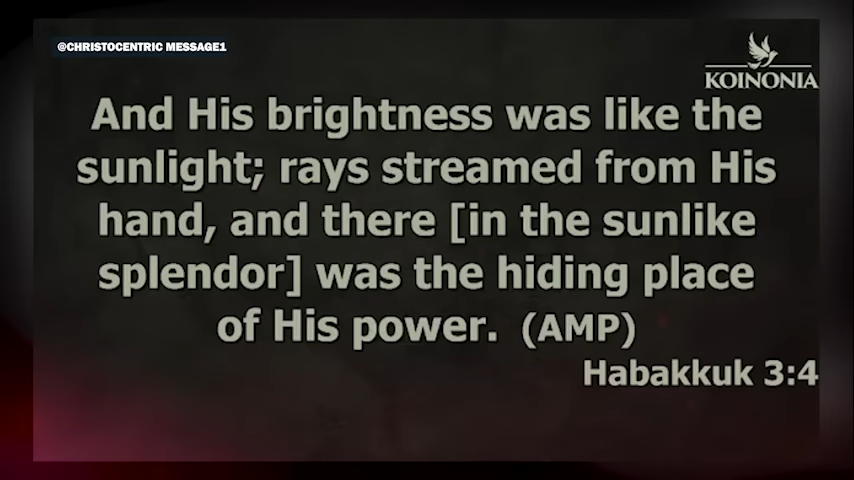 @CHRISTOCENTRIC MESSAGE1
KOINONIA
And His brightness was like the
sunlight; rays streamed from His
hand, and there [in the sunlike
splendor] was the hiding place
of His power. (AMP)
Habakkuk 3:4